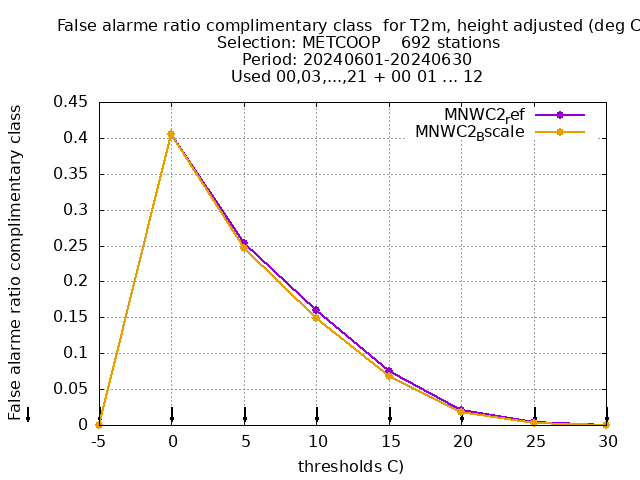 False alarme ratio complimentary class  for T2m, height adjusted (deg C
Selection: METCOOP    692 stations
Period: 20240601-20240630
Used 00,03,...,21 + 00 01 ... 12
MNWC2ref
MNWC2Bscale
False alarme ratio complimentary class
0.45
0.4
0.35
0.3
0.25
0.2
0.15
0.1
0.05
0
-5 0 5 10 15 20 25 30
thresholds C)